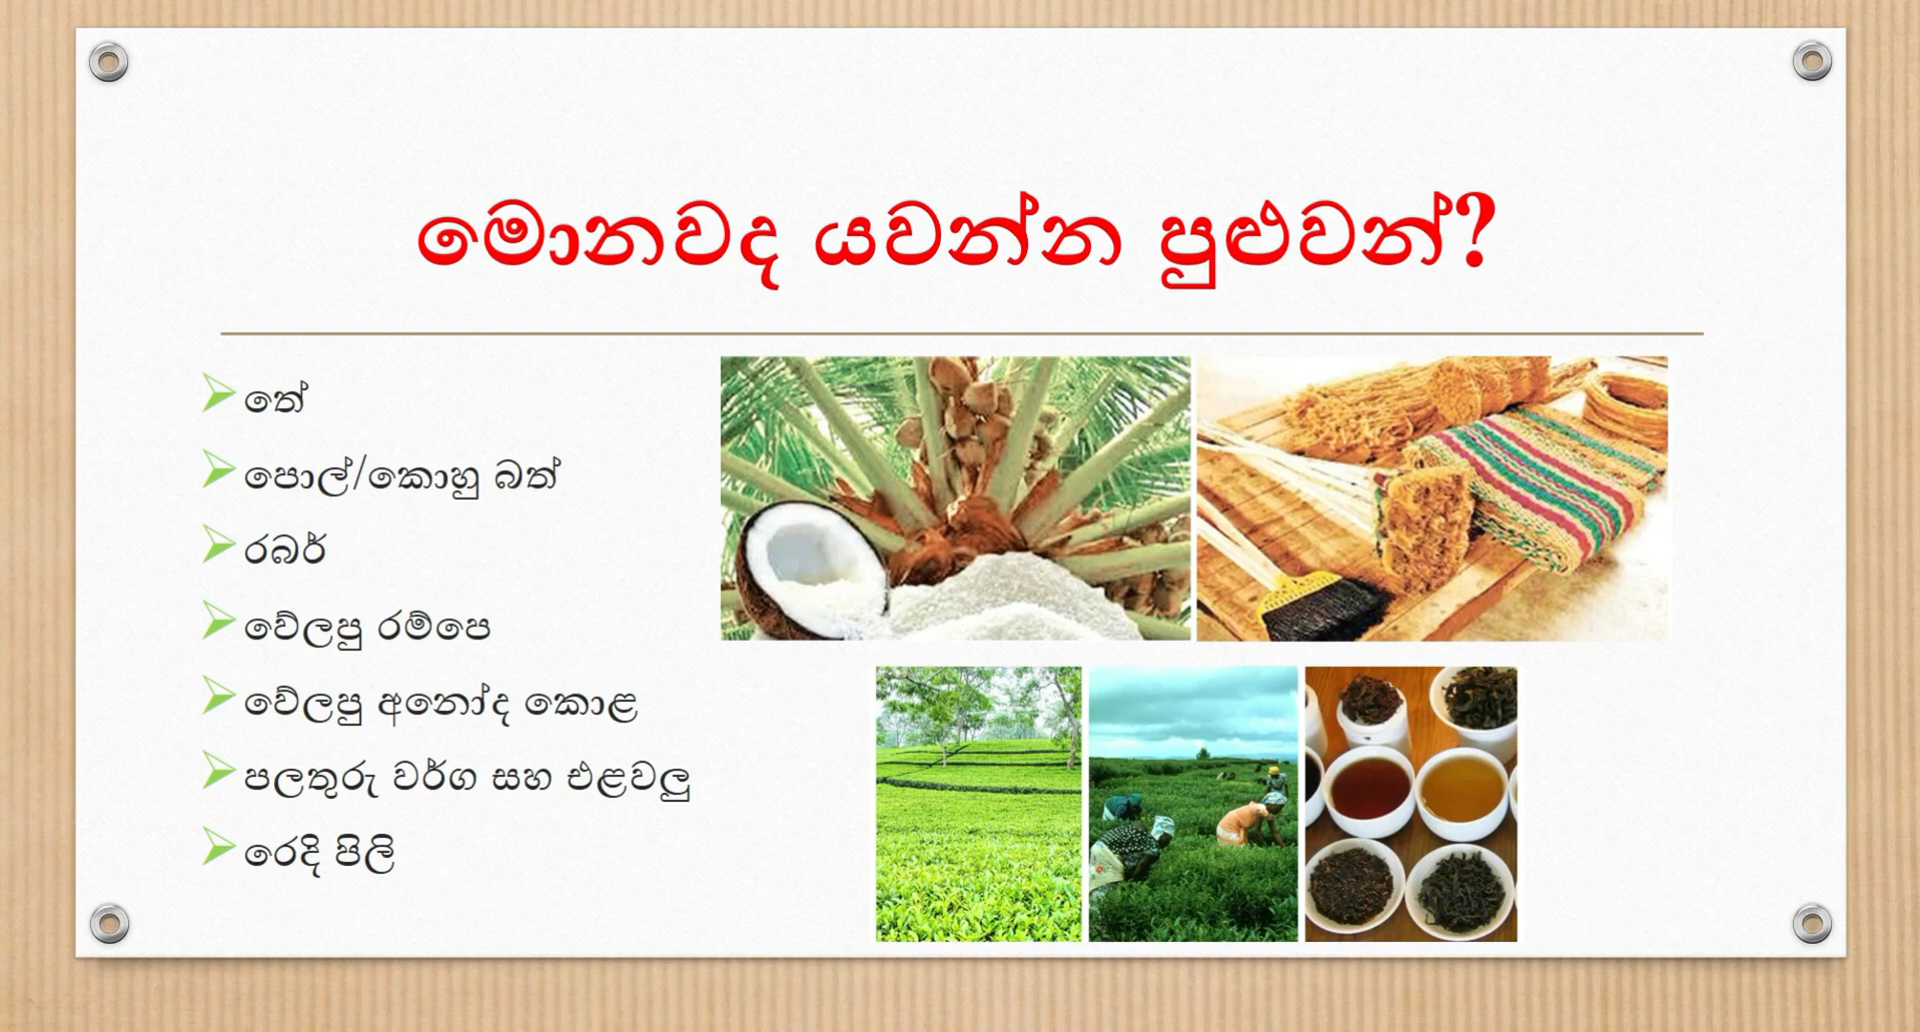 මොනවද යවන්න පුළුවන්?
තේ
පොල්/කොහු බත්
රබර්
වේලපු රම්පෙ
වේලපු අනෝද කොළ
පලතුරු වර්ග සහ එළවලු
රෙදි පිලි